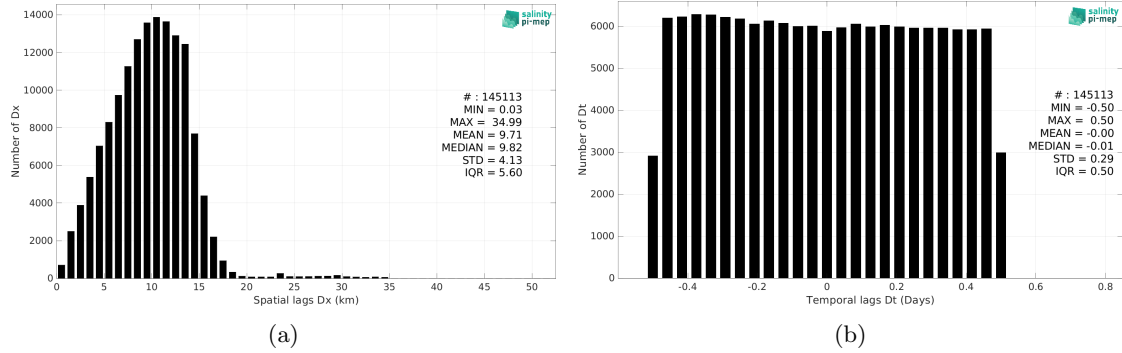 14000
12000
10000
8000
6000
4000
2000
0
Number of Dx
0 5 10 15 20 25 30 35 40 45 50
Spatial lags Dx (km)
salinity
pi-mep
# : 145113
MIN = 0.03
MAX = 34.99
MEAN = 9.71
MEDIAN = 9.82
STD = 4.13
IQR = 5.60
(a)
6000
5000
4000
3000
2000
1000
0
Number of Dt
-0.4 -0.2 0 0.2 0.4 0.6 0.8
Temporal lags Dt (Days)
salinity
pi-mep
# : 145113
MIN = -0.50
MAX = 0.50
MEAN = -0.00
MEDIAN = -0.01
STD = 0.29
IQR = 0.50
(b)